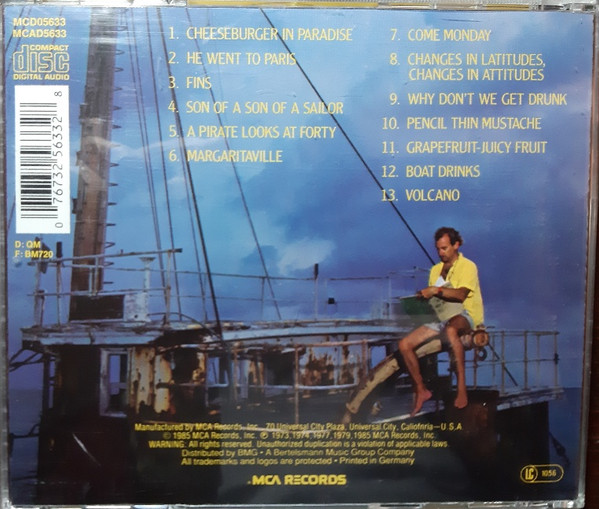 MCD05633
MCAD5633
COMPACT
disc
DIGITAL AUDIO
0 76732 56332 8
D: QM
F: BM720
1. CHEESEBURGER IN PARADISE
2. HE WENT TO PARIS
3. FINS
4. SON OF A SON OF A SAILOR
5. A PIRATE LOOKS AT FORTY
6. MARGARITAVILLE
7. COME MONDAY
8. CHANGES IN LATITUDES,
CHANGES IN ATTITUDES
9. WHY DON'T WE GET DRUNK
10. PENCIL THIN MUSTACHE
11. GRAPEFRUIT-JUICY FRUIT
12. BOAT DRINKS
13. VOLCANO
Manufactured by MCA Records, Inc., 70 Universal City Plaza, Universal City, California – U.S.A
© 1985 MCA Records, Inc. ℗ 1973, 1974, 1977, 1979, 1985 MCA Records, Inc.
WARNING: All rights reserved. Unauthorized duplication is a violation of applicable laws
Distributed by BMG • A Bertelsmann Music Group Company
All trademarks and logos are protected • Printed in Germany
MCA RECORDS
LC 1056